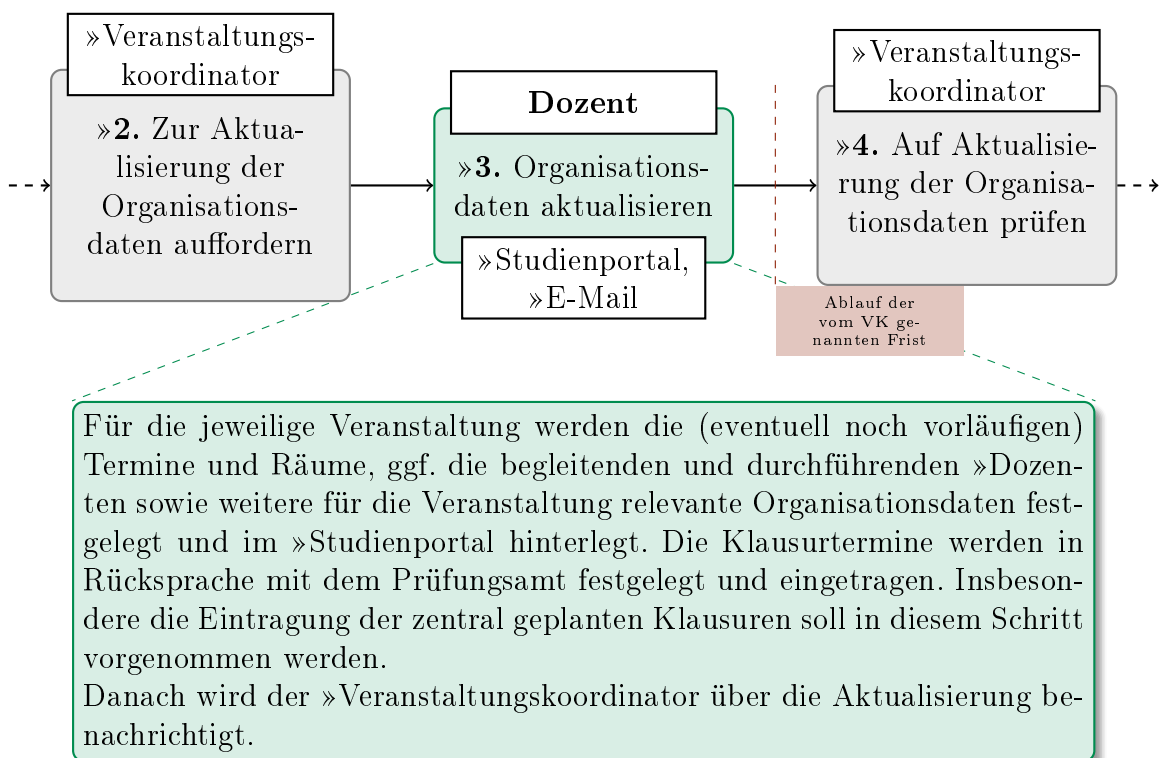 »Veranstaltungs-
koordinator
»2. Zur Aktua-
lisierung der
Organisations-
daten auffordern
Dozent
»3. Organisations-
daten aktualisieren
»Studienportal,
»E-Mail
»Veranstaltungs-
koordinator
»4. Auf Aktualisie-
rung der Organisa-
tionsdaten prüfen
Ablauf der
vom VK ge-
nannten Frist
Für die jeweilige Veranstaltung werden die (eventuell noch vorläufigen)
Termine und Räume, ggf. die begleitenden und durchführenden »Dozen-
ten sowie weitere für die Veranstaltung relevante Organisationsdaten fest-
gelegt und im »Studienportal hinterlegt. Die Klausurtermine werden in
Rücksprache mit dem Prüfungsamt festgelegt und eingetragen. Insbeson-
dere die Eintragung der zentral geplanten Klausuren soll in diesem Schritt
vorgenommen werden.
Danach wird der »Veranstaltungskoordinator über die Aktualisierung be-
nachrichtigt.